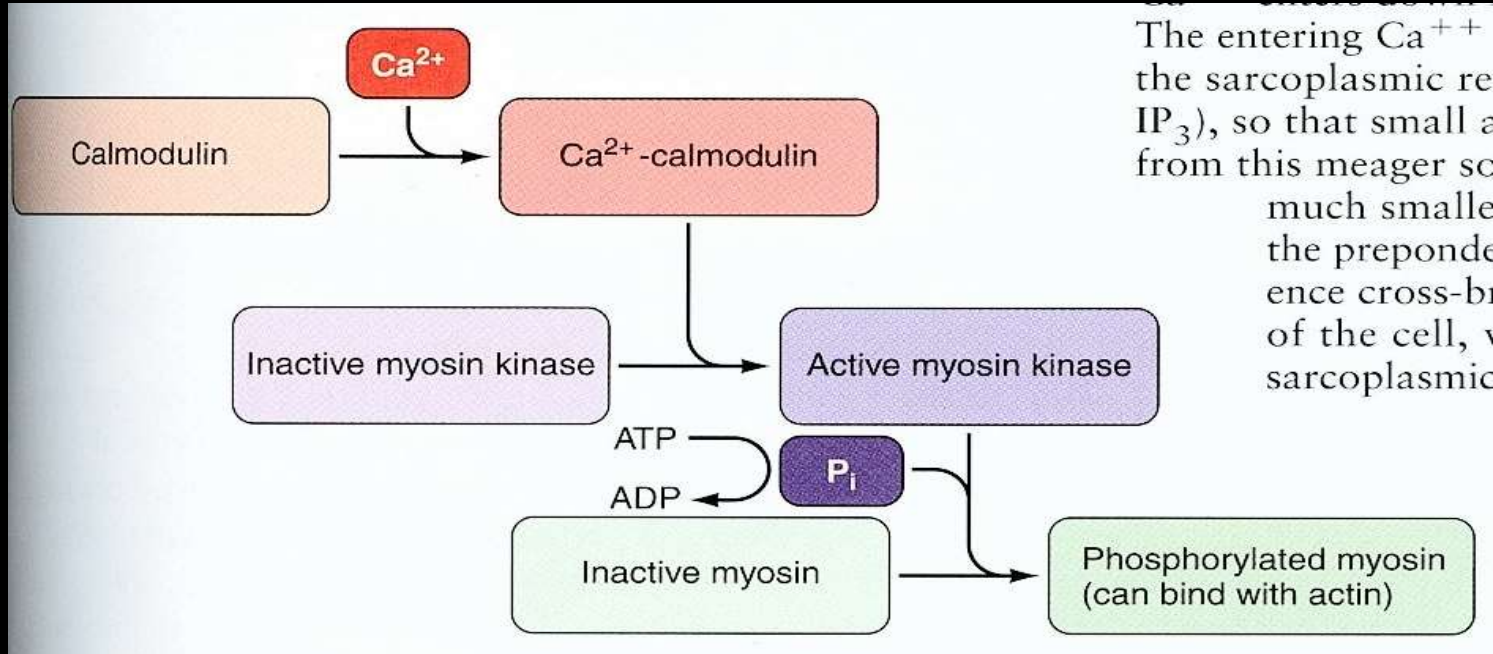 Ca²⁺
Calmodulin
Ca²⁺-calmodulin
Inactive myosin kinase
Active myosin kinase
ATP
ADP
Pᵢ
Inactive myosin
Phosphorylated myosin
(can bind with actin)
The entering Ca⁺⁺
the sarcoplasmic re
IP₃), so that small a
from this meager so
much smalle
the preponde
ence cross-br
of the cell, w
sarcoplasmic